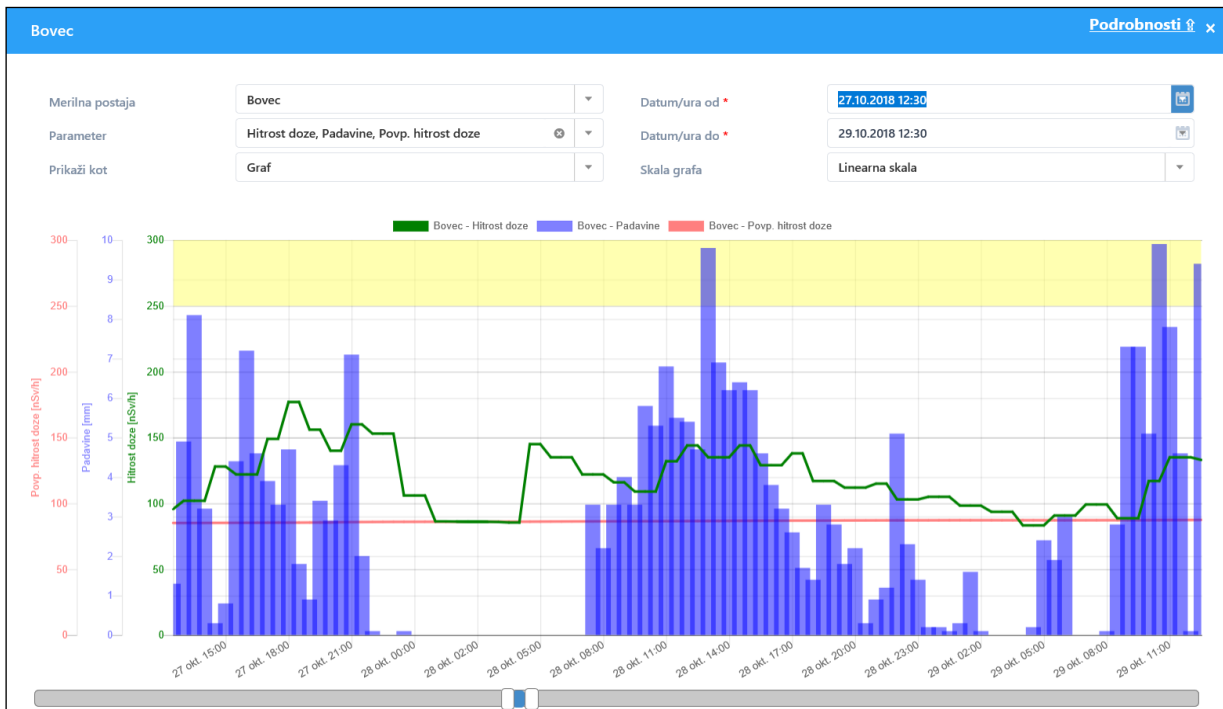 Bovec
Podrobnosti ⇧ ×
Merilna postaja Bovec Datum/ura od * 27.10.2018 12:30
Parameter Hitrost doze, Padavine, Povp. hitrost doze Datum/ura do * 29.10.2018 12:30
Prikaži kot Graf Skala grafa Linearna skala
Bovec - Hitrost doze Bovec - Padavine Bovec - Povp. hitrost doze
Povp. hitrost doze [nSv/h]
300
250
200
150
100
50
0
Padavine [mm]
10
9
8
7
6
5
4
3
2
1
0
Hitrost doze [nSv/h]
300
250
200
150
100
50
0
27 okt. 15:00
27 okt. 18:00
27 okt. 21:00
28 okt. 00:00
28 okt. 02:00
28 okt. 05:00
28 okt. 08:00
28 okt. 11:00
28 okt. 14:00
28 okt. 17:00
28 okt. 20:00
28 okt. 23:00
29 okt. 02:00
29 okt. 05:00
29 okt. 08:00
29 okt. 11:00